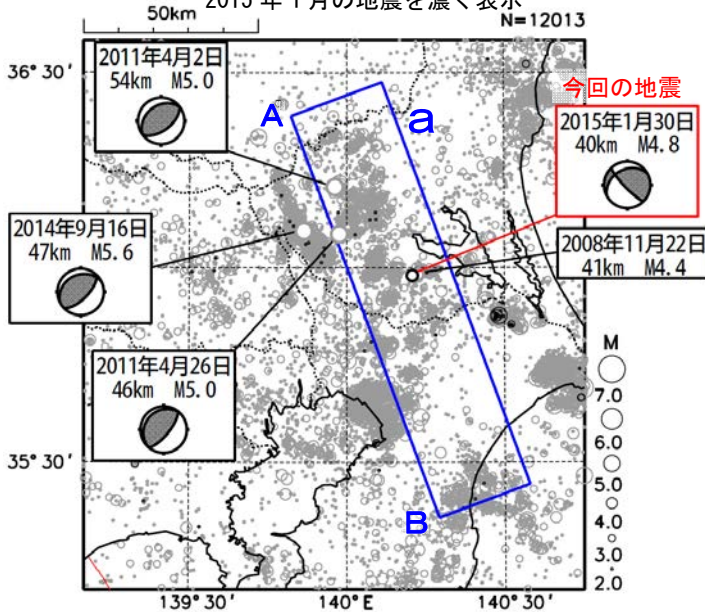 2015年1月の地震を濃く表示
50km
N=12013
36°30′
2011年4月2日
54km M5.0
A
a
今回の地震
2015年1月30日
40km M4.8
2014年9月16日
47km M5.6
2008年11月22日
41km M4.4
2011年4月26日
46km M5.0
M
7.0
6.0
5.0
4.0
3.0
2.0
35°30′
B
139°30′
140°E
140°30′